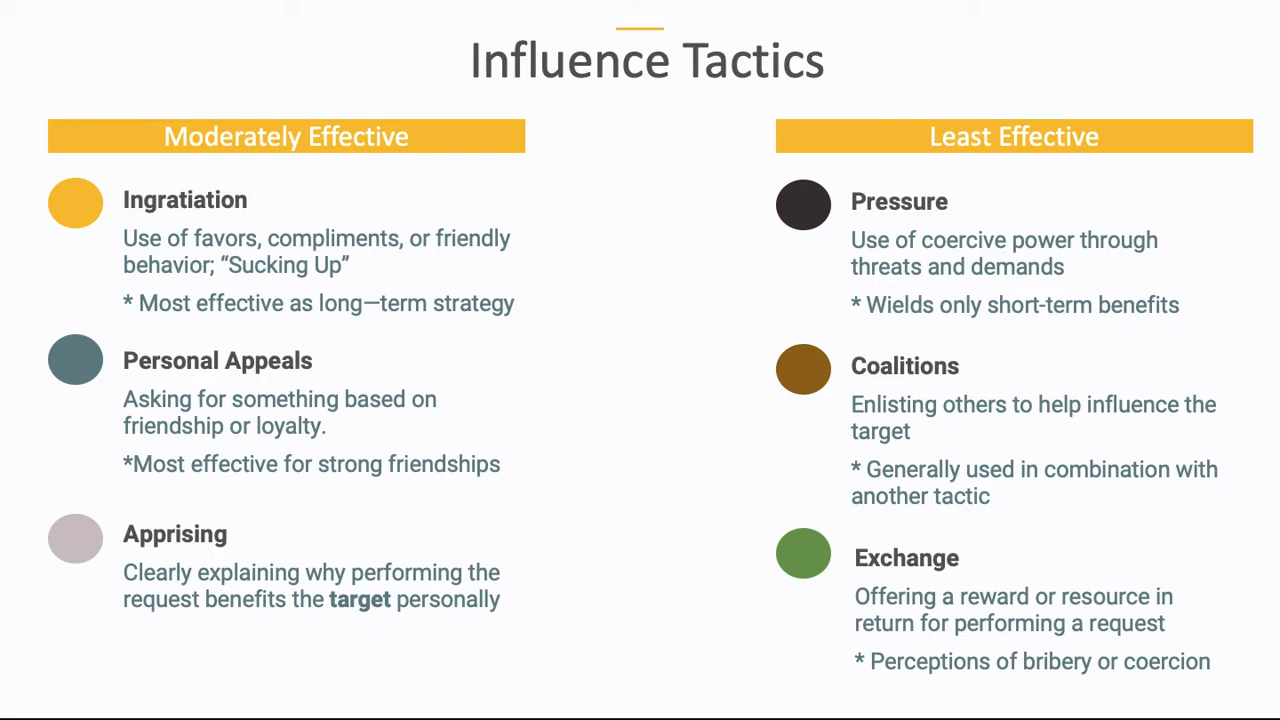 Influence Tactics
Moderately Effective
Ingratiation
Use of favors, compliments, or friendly
behavior; “Sucking Up”
* Most effective as long—term strategy
Personal Appeals
Asking for something based on
friendship or loyalty.
*Most effective for strong friendships
Apprising
Clearly explaining why performing the
request benefits the target personally
Least Effective
Pressure
Use of coercive power through
threats and demands
* Wields only short-term benefits
Coalitions
Enlisting others to help influence the
target
* Generally used in combination with
another tactic
Exchange
Offering a reward or resource in
return for performing a request
* Perceptions of bribery or coercion